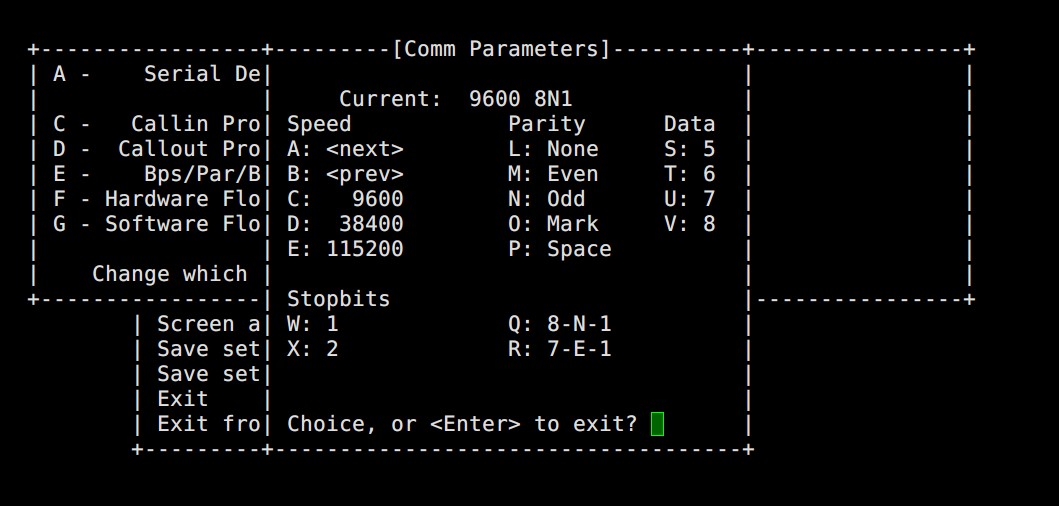 +-----------------+---------[Comm Parameters]----------+----------------+
| A -    Serial De|                                    |                |
|                 |     Current:  9600 8N1             |                |
| C -   Callin Pro| Speed            Parity      Data  |                |
| D -  Callout Pro| A: <next>        L: None     S: 5  |                |
| E -    Bps/Par/B| B: <prev>        M: Even     T: 6  |                |
| F - Hardware Flo| C:   9600        N: Odd      U: 7  |                |
| G - Software Flo| D:  38400        O: Mark     V: 8  |                |
|                 | E: 115200        P: Space          |                |
|    Change which |                                    |                |
+-----------------| Stopbits                           |----------------+
        | Screen a| W: 1             Q: 8-N-1          |
        | Save set| X: 2             R: 7-E-1          |
        | Save set|                                    |
        | Exit    |                                    |
        | Exit fro| Choice, or <Enter> to exit?        |
        +---------+------------------------------------+